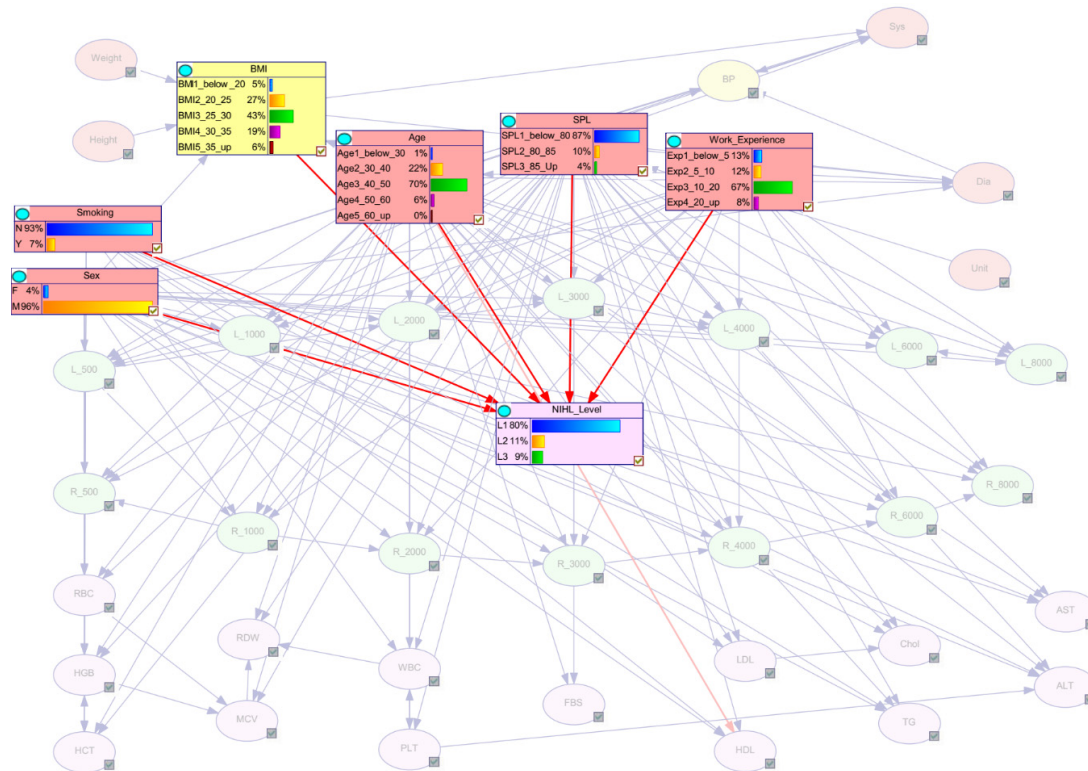 Sys
Weight
BMI
BMI1_below_20 5%
BMI2_20_25 27%
BMI3_25_30 43%
BMI4_30_35 19%
BMI5_35_up 6%
BP
Height
Age
Age1_below_30 1%
Age2_30_40 22%
Age3_40_50 70%
Age4_50_60 6%
Age5_60_up 0%
SPL
SPL1_below_80 87%
SPL2_80_85 10%
SPL3_85_Up 4%
Work_Experience
Exp1_below_5 13%
Exp2_5_10 12%
Exp3_10_20 67%
Exp4_20_up 8%
Dia
Smoking
N 93%
Y 7%
Sex
F 4%
M 96%
Unit
L_500
L_1000
L_2000
L_3000
L_4000
L_6000
L_8000
NIHL_Level
L1 80%
L2 11%
L3 9%
R_500
R_1000
R_2000
R_3000
R_4000
R_6000
R_8000
RBC
RDW
WBC
LDL
Chol
AST
HGB
MCV
FBS
TG
ALT
HCT
PLT
HDL